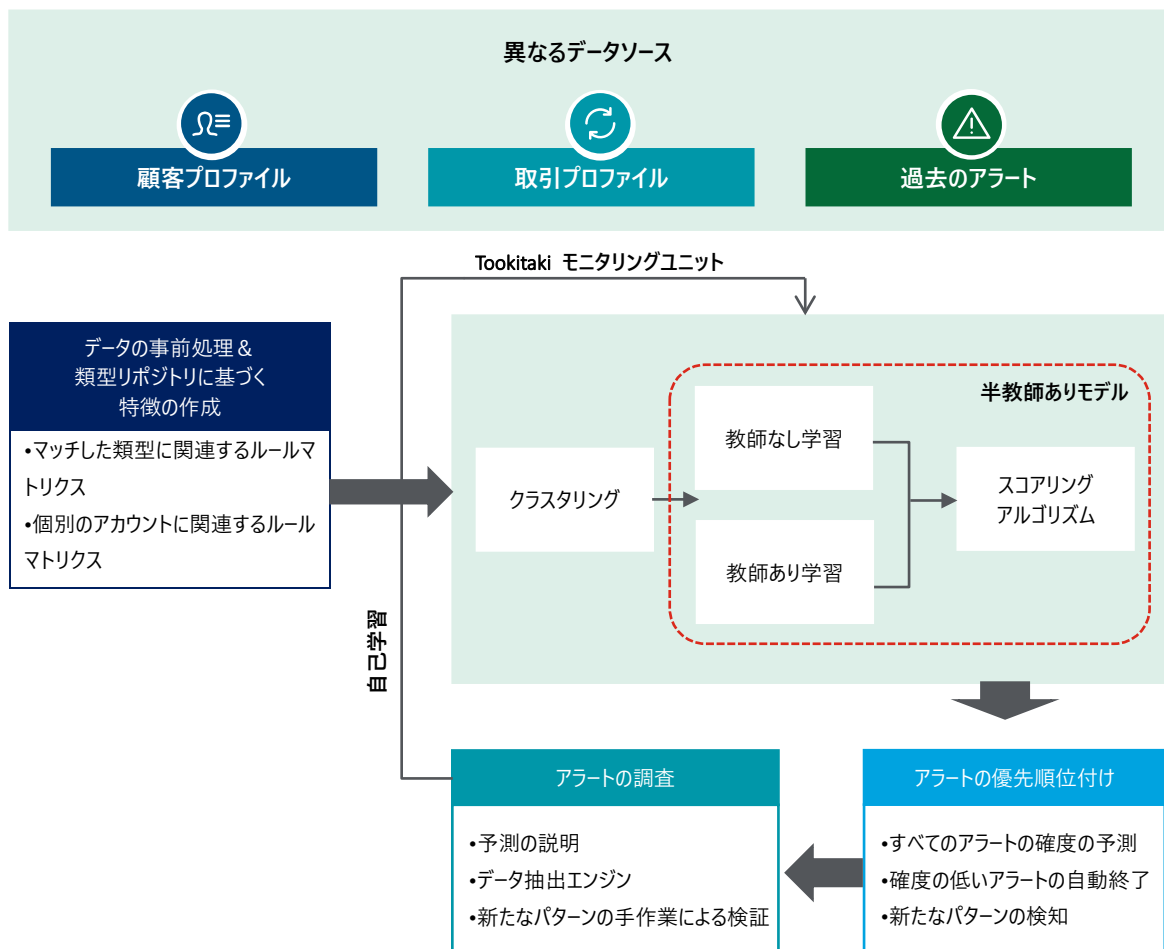 異なるデータソース
顧客プロファイル
取引プロファイル
過去のアラート
Tookitaki モニタリングユニット
データの事前処理&
類型リポジトリに基づく
特徴の作成
•マッチした類型に関連するルールマ
トリクス
•個別のアカウントに関連するルール
マトリクス
半教師ありモデル
クラスタリング
教師なし学習
教師あり学習
スコアリング
アルゴリズム
自己学習
アラートの調査
•予測の説明
•データ抽出エンジン
•新たなパターンの手作業による検証
アラートの優先順位付け
•すべてのアラートの確度の予測
•確度の低いアラートの自動終了
•新たなパターンの検知